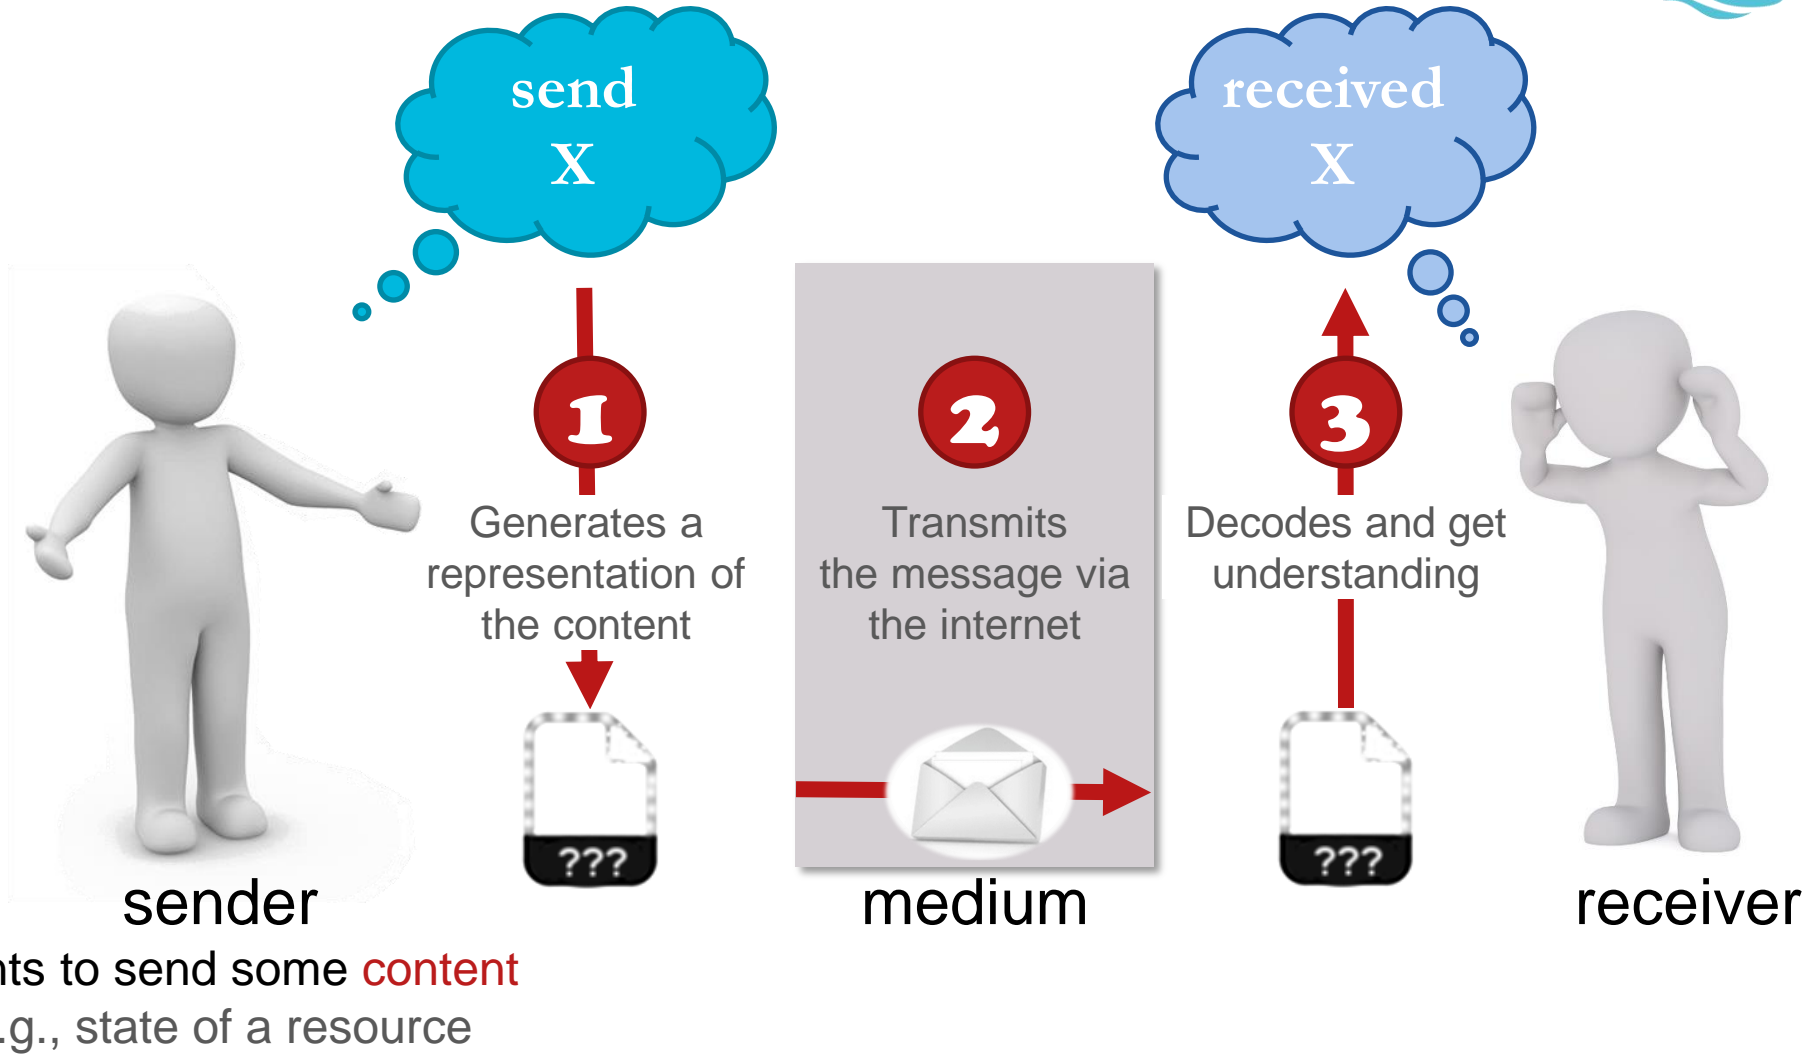 send
X
received
X
1
2
3
Generates a
representation of
the content
Transmits
the message via
the internet
Decodes and get
understanding
???
???
sender
medium
receiver
to send some content
.g., state of a resource